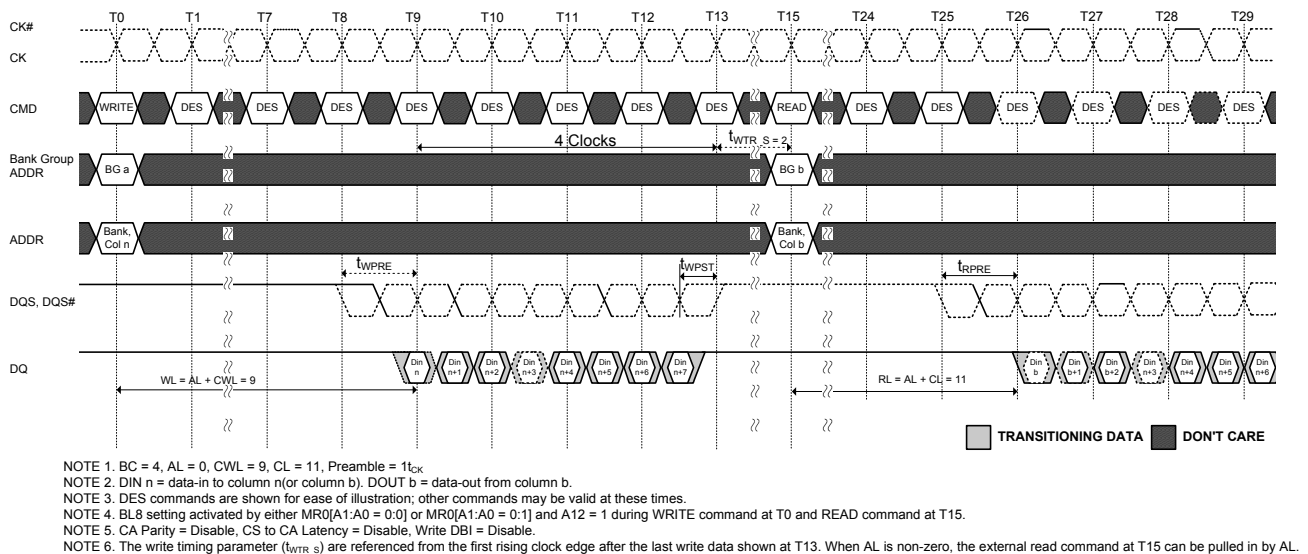 T0 T1 T7 T8 T9 T10 T11 T12 T13 T15 T24 T25 T26 T27 T28 T29
CK#
CK
CMD WRITE DES DES DES DES DES DES DES DES READ DES DES DES DES DES DES
4 Clocks tWTR_S = 2
Bank Group
ADDR
BG a BG b
ADDR
Bank, Col n
Bank, Col b
tWPRE tWPST tRPRE
DQS, DQS#
DQ
Din n Din n+1 Din n+2 Din n+3 Din n+4 Din n+5 Din n+6 Din n+7 Din b Din b+1 Din b+2 Din n+3 Din n+4 Din n+5 Din n+6
WL = AL + CWL = 9 RL = AL + CL = 11
TRANSITIONING DATA DON'T CARE
NOTE 1. BC = 4, AL = 0, CWL = 9, CL = 11, Preamble = 1tCK
NOTE 2. DIN n = data-in to column n(or column b). DOUT b = data-out from column b.
NOTE 3. DES commands are shown for ease of illustration; other commands may be valid at these times.
NOTE 4. BL8 setting activated by either MR0[A1:A0 = 0:0] or MR0[A1:A0 = 0:1] and A12 = 1 during WRITE command at T0 and READ command at T15.
NOTE 5. CA Parity = Disable, CS to CA Latency = Disable, Write DBI = Disable.
NOTE 6. The write timing parameter (tWTR_S) are referenced from the first rising clock edge after the last write data shown at T13. When AL is non-zero, the external read command at T15 can be pulled in by AL.